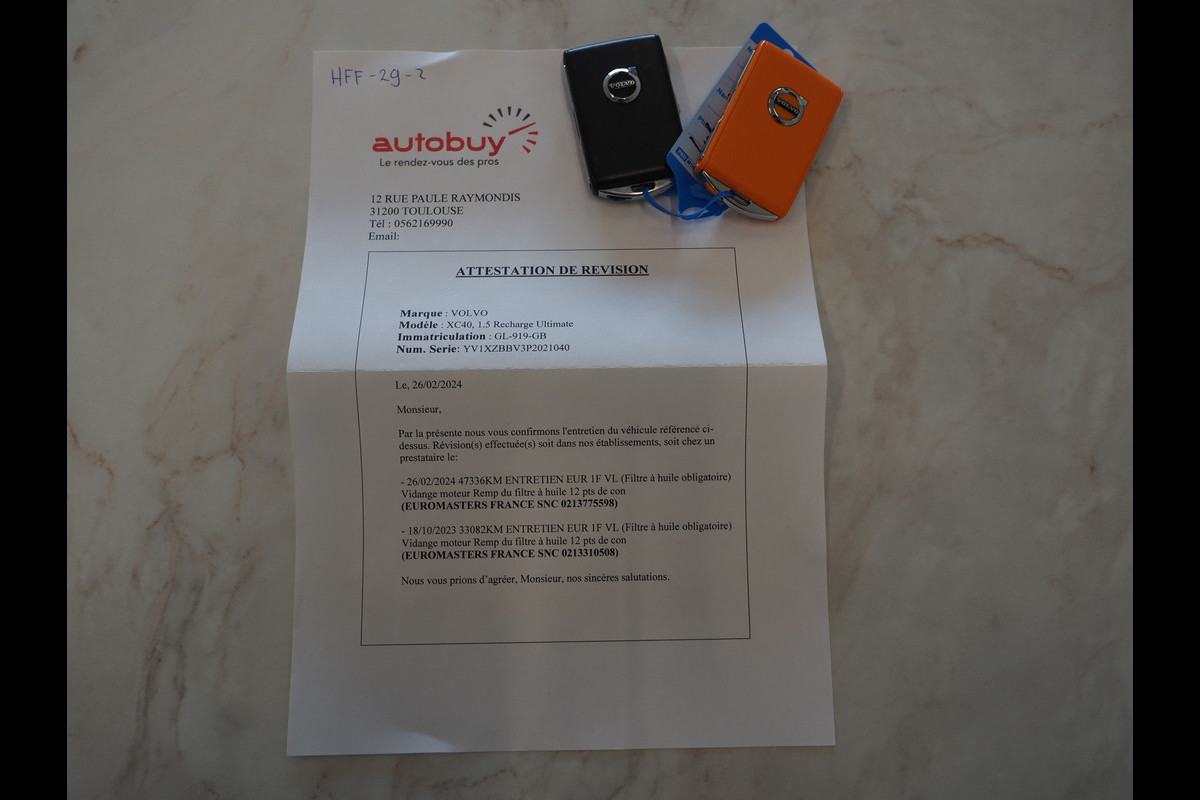 HFF-29-2
autobuy
Le rendez-vous des pros
VOLVO
VOLVO
12 RUE PAULE RAYMONDIS
31200 TOULOUSE
Tél : 0562169990
Email:
ATTESTATION DE REVISION
Marque : VOLVO
Modèle : XC40, 1.5 Recharge Ultimate
Immatriculation : GL-919-GB
Num. Serie: YV1XZBBV3P2021040
Le, 26/02/2024
Monsieur,
Par la présente nous vous confirmons l'entretien du véhicule référencé ci-
dessus. Révision(s) effectuée(s) soit dans nos établissements, soit chez un
prestataire le:
- 26/02/2024 47336KM ENTRETIEN EUR 1F VL (Filtre à huile obligatoire)
Vidange moteur Remp du filtre à huile 12 pts de con
(EUROMASTERS FRANCE SNC 0213775598)
- 18/10/2023 33082KM ENTRETIEN EUR 1F VL (Filtre à huile obligatoire)
Vidange moteur Remp du filtre à huile 12 pts de con
(EUROMASTERS FRANCE SNC 0213310508)
Nous vous prions d'agréer, Monsieur, nos sincères salutations.